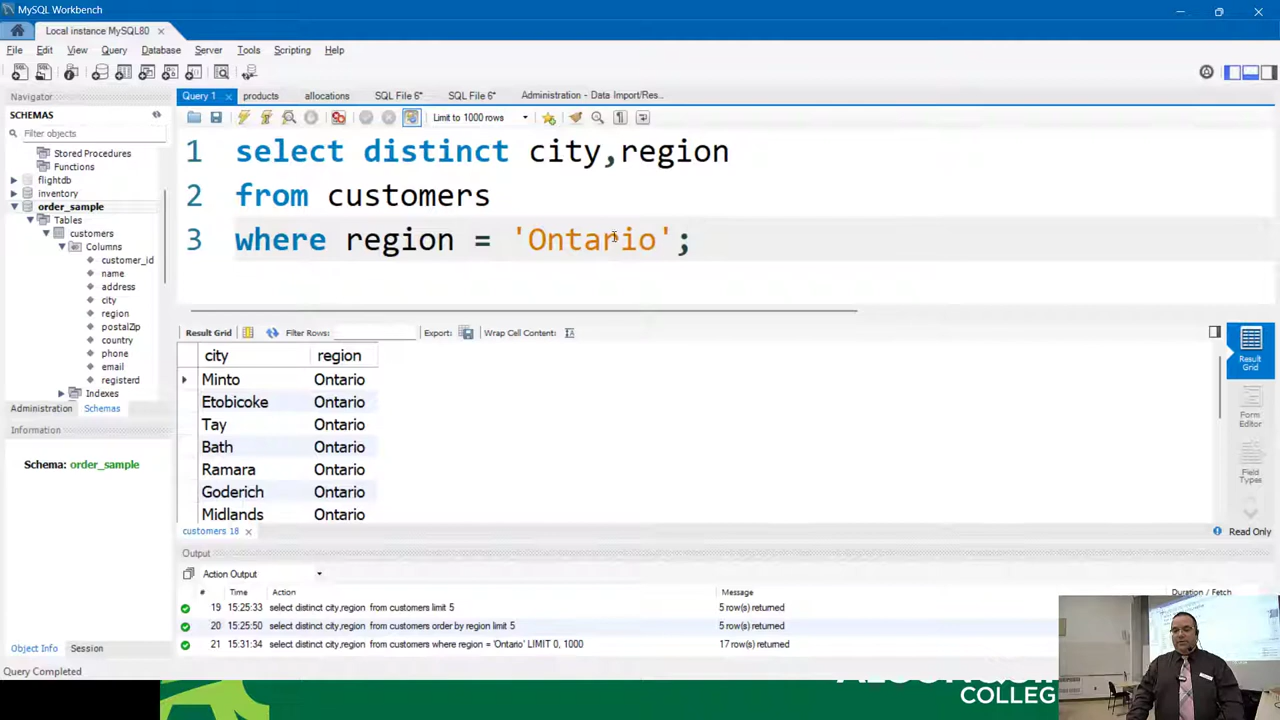 MySQL Workbench
Local instance MySQL80
File Edit View Query Database Server Tools Scripting Help
Navigator
SCHEMAS
Filter objects
Stored Procedures
Functions
flightdb
inventory
order_sample
Tables
customers
Columns
customer_id
name
address
city
region
postalZip
country
phone
email
registerd
Indexes
Administration Schemas
Information
Schema: order_sample
Object Info Session
Query Completed
Query 1 products allocations SQL File 6* SQL File 6* Administration - Data Import/Res...
Limit to 1000 rows
1 select distinct city,region
2 from customers
3 where region = 'Ontario';
Result Grid Filter Rows: Export: Wrap Cell Content:
city region
Minto Ontario
Etobicoke Ontario
Tay Ontario
Bath Ontario
Ramara Ontario
Goderich Ontario
Midlands Ontario
Result Grid
Form Editor
Field Types
customers 18 Read Only
Output
Action Output
# Time Action Message Duration / Fetch
19 15:25:33 select distinct city,region from customers limit 5 5 row(s) returned
20 15:25:50 select distinct city,region from customers order by region limit 5 5 row(s) returned
21 15:31:34 select distinct city,region from customers where region = 'Ontario' LIMIT 0, 1000 17 row(s) returned
COLLEG